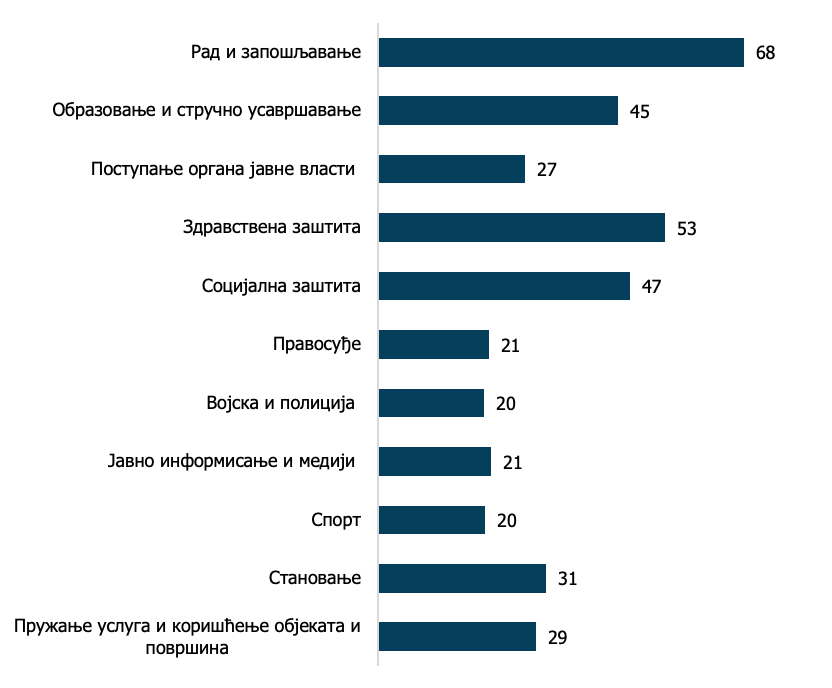 Рад и запошљавање 68
Образовање и стручно усавршавање 45
Поступање органа јавне власти 27
Здравствена заштита 53
Социјална заштита 47
Правосуђе 21
Војска и полиција 20
Јавно информисање и медији 21
Спорт 20
Становање 31
Пружање услуга и коришћење објеката и
површина 29